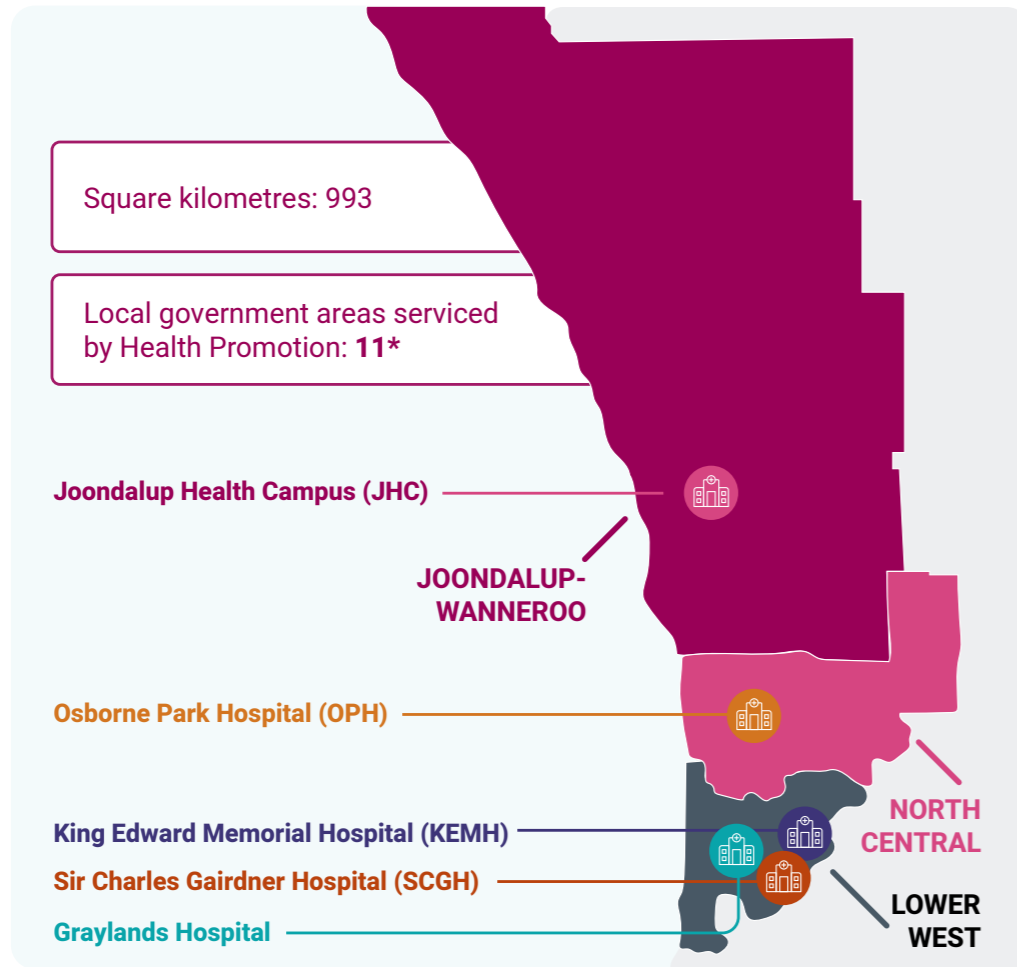 Square kilometres: 993
Local government areas serviced
by Health Promotion: 11*
Joondalup Health Campus (JHC)
JOONDALUP-
WANNEROO
Osborne Park Hospital (OPH)
NORTH
CENTRAL
King Edward Memorial Hospital (KEMH)
Sir Charles Gairdner Hospital (SCGH)
LOWER
WEST
Graylands Hospital